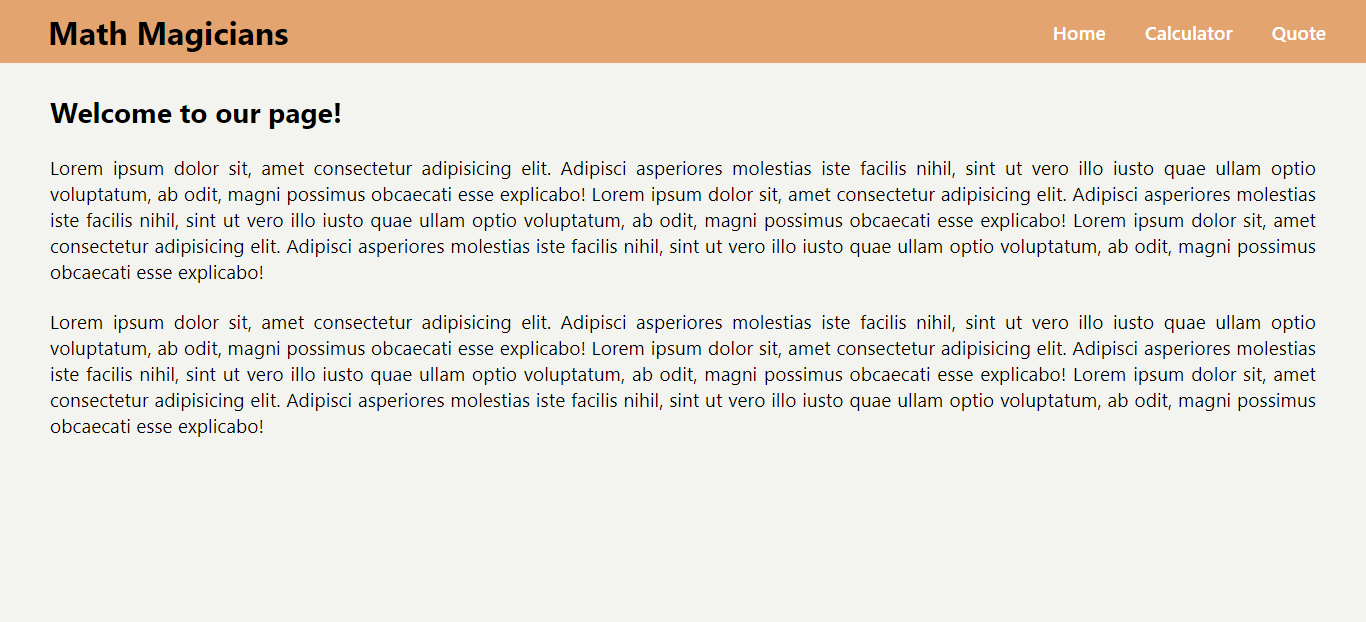 Math Magicians
Home Calculator Quote
Welcome to our page!
Lorem ipsum dolor sit, amet consectetur adipisicing elit. Adipisci asperiores molestias iste facilis nihil, sint ut vero illo iusto quae ullam optio
voluptatum, ab odit, magni possimus obcaecati esse explicabo! Lorem ipsum dolor sit, amet consectetur adipisicing elit. Adipisci asperiores molestias
iste facilis nihil, sint ut vero illo iusto quae ullam optio voluptatum, ab odit, magni possimus obcaecati esse explicabo! Lorem ipsum dolor sit, amet
consectetur adipisicing elit. Adipisci asperiores molestias iste facilis nihil, sint ut vero illo iusto quae ullam optio voluptatum, ab odit, magni possimus
obcaecati esse explicabo!
Lorem ipsum dolor sit, amet consectetur adipisicing elit. Adipisci asperiores molestias iste facilis nihil, sint ut vero illo iusto quae ullam optio
voluptatum, ab odit, magni possimus obcaecati esse explicabo! Lorem ipsum dolor sit, amet consectetur adipisicing elit. Adipisci asperiores molestias
iste facilis nihil, sint ut vero illo iusto quae ullam optio voluptatum, ab odit, magni possimus obcaecati esse explicabo! Lorem ipsum dolor sit, amet
consectetur adipisicing elit. Adipisci asperiores molestias iste facilis nihil, sint ut vero illo iusto quae ullam optio voluptatum, ab odit, magni possimus
obcaecati esse explicabo!